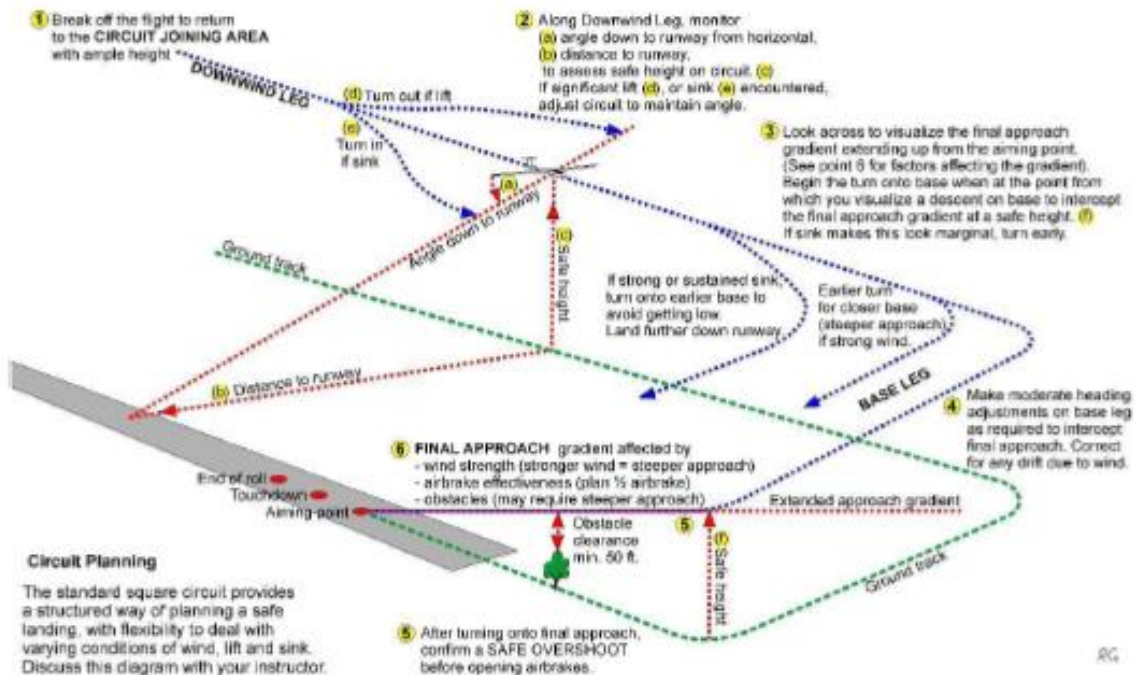 1 Break off the flight to return
to the CIRCUIT JOINING AREA
with ample height
DOWNWIND LEG
(d) Turn out if lift
(e)
Turn in
if sink
2 Along Downwind Leg, monitor
(a) angle down to runway from horizontal,
(b) distance to runway,
to assess safe height on circuit. (c)
If significant lift (d), or sink (e) encountered,
adjust circuit to maintain angle.
3 Look across to visualize the final approach
gradient extending up from the aiming point.
(See point 6 for factors affecting the gradient).
Begin the turn onto base when at the point from
which you visualize a descent on base to intercept
the final approach gradient at a safe height. (f)
If sink makes this look marginal, turn early.
(a)
Angle down to runway
(c)
Safe height
Ground track
If strong or sustained sink,
turn onto earlier base to
avoid getting low.
Land further down runway
Earlier turn
for closer base
(steeper approach)
if strong wind.
BASE LEG
(b) Distance to runway
4 Make moderate heading
adjustments on base leg
as required to intercept
final approach. Correct
for any drift due to wind.
6 FINAL APPROACH gradient affected by
- wind strength (stronger wind = steeper approach)
- airbrake effectiveness (plan ½ airbrake)
- obstacles (may require steeper approach)
End of roll
Touchdown
Aiming point
Extended approach gradient
5
Obstacle
clearance
min. 50 ft.
(f)
Safe height
Ground track
Circuit Planning
The standard square circuit provides
a structured way of planning a safe
landing, with flexibility to deal with
varying conditions of wind, lift and sink.
Discuss this diagram with your instructor.
5 After turning onto final approach,
confirm a SAFE OVERSHOOT
before opening airbrakes.